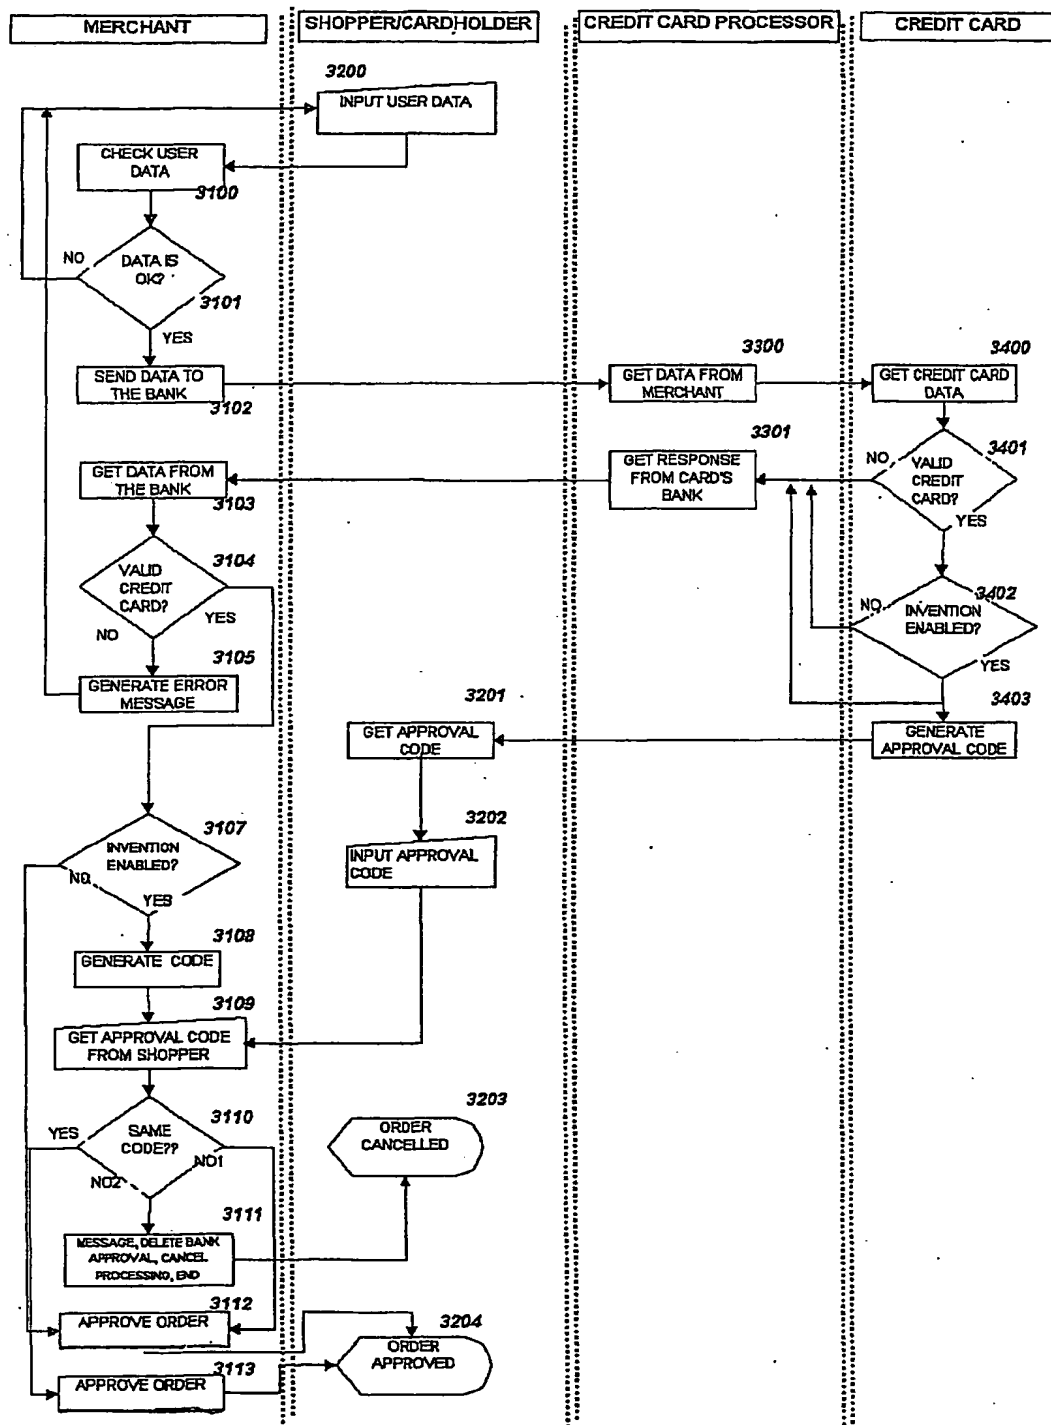 MERCHANT
SHOPPER/CARDHOLDER
CREDIT CARD PROCESSOR
CREDIT CARD
3200
INPUT USER DATA
CHECK USER
DATA
3100
NO
DATA IS
OK?
3101
YES
SEND DATA TO
THE BANK
3102
3300
GET DATA FROM
MERCHANT
3400
GET CREDIT CARD
DATA
3301
GET RESPONSE
FROM CARD'S
BANK
3401
NO
VALID
CREDIT
CARD?
YES
GET DATA FROM
THE BANK
3103
3104
VALID
CREDIT
CARD?
YES
NO
3402
NO
INVENTION
ENABLED?
YES
3105
GENERATE ERROR
MESSAGE
3201
GET APPROVAL
CODE
3403
GENERATE
APPROVAL CODE
3202
INPUT APPROVAL
CODE
3107
INVENTION
ENABLED?
NO
YES
3108
GENERATE CODE
3109
GET APPROVAL CODE
FROM SHOPPER
3110
YES
SAME
CODE??
NO1
NO2
3203
ORDER
CANCELLED
3111
MESSAGE, DELETE BANK
APPROVAL, CANCEL
PROCESSING, END
3112
APPROVE ORDER
3204
ORDER
APPROVED
3113
APPROVE ORDER